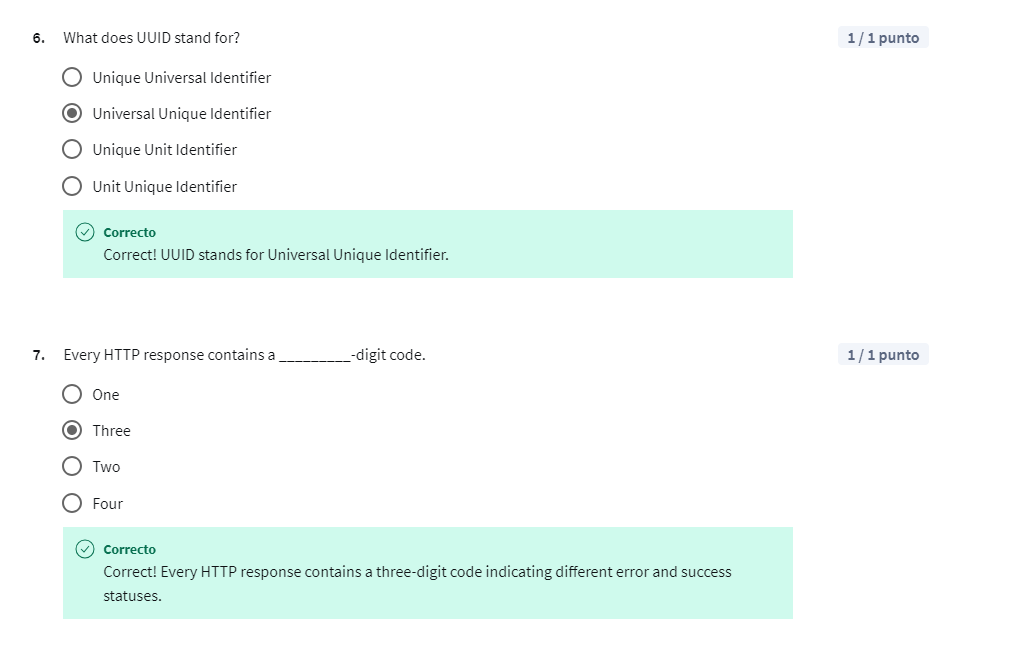 6. What does UUID stand for? 1 / 1 punto
Unique Universal Identifier
Universal Unique Identifier
Unique Unit Identifier
Unit Unique Identifier
Correcto
Correct! UUID stands for Universal Unique Identifier.
7. Every HTTP response contains a _________-digit code. 1 / 1 punto
One
Three
Two
Four
Correcto
Correct! Every HTTP response contains a three-digit code indicating different error and success
statuses.